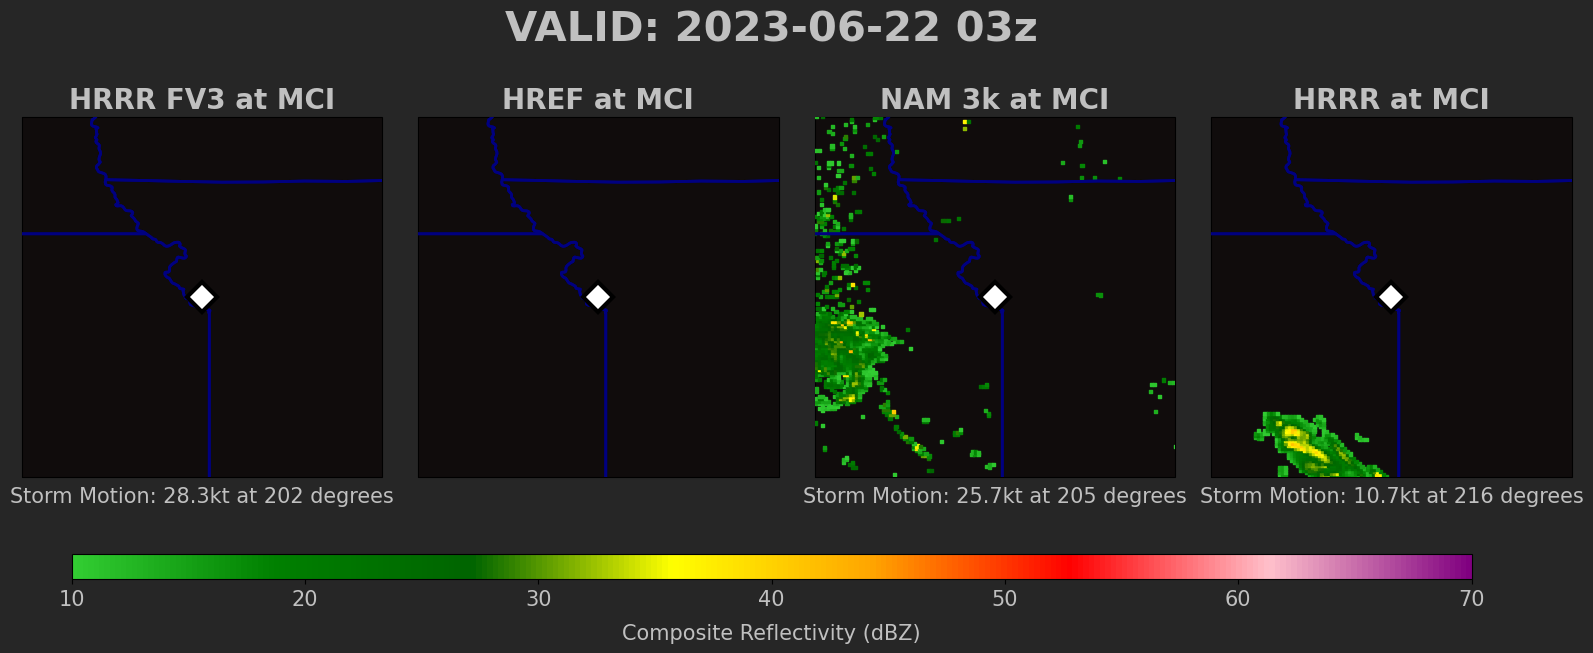 VALID: 2023-06-22 03z
HRRR FV3 at MCI
HREF at MCI
NAM 3k at MCI
HRRR at MCI
Storm Motion: 28.3kt at 202 degrees
Storm Motion: 25.7kt at 205 degrees
Storm Motion: 10.7kt at 216 degrees
10 20 30 40 50 60 70
Composite Reflectivity (dBZ)